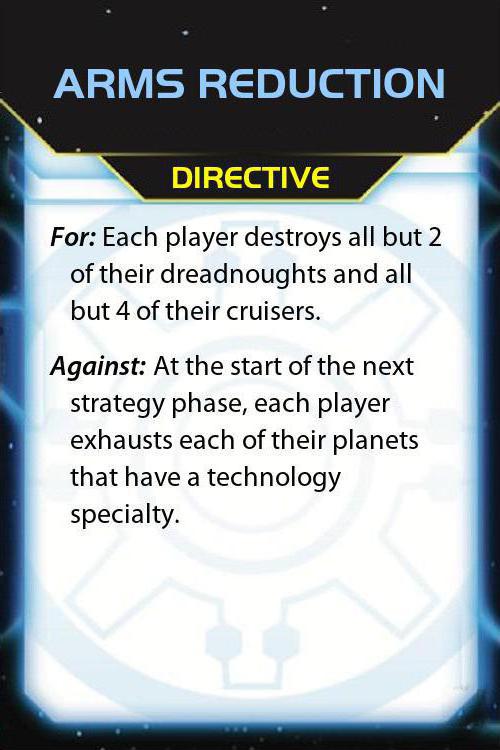 ARMS REDUCTION
DIRECTIVE
For: Each player destroys all but 2
of their dreadnoughts and all
but 4 of their cruisers.
Against: At the start of the next
strategy phase, each player
exhausts each of their planets
that have a technology
specialty.